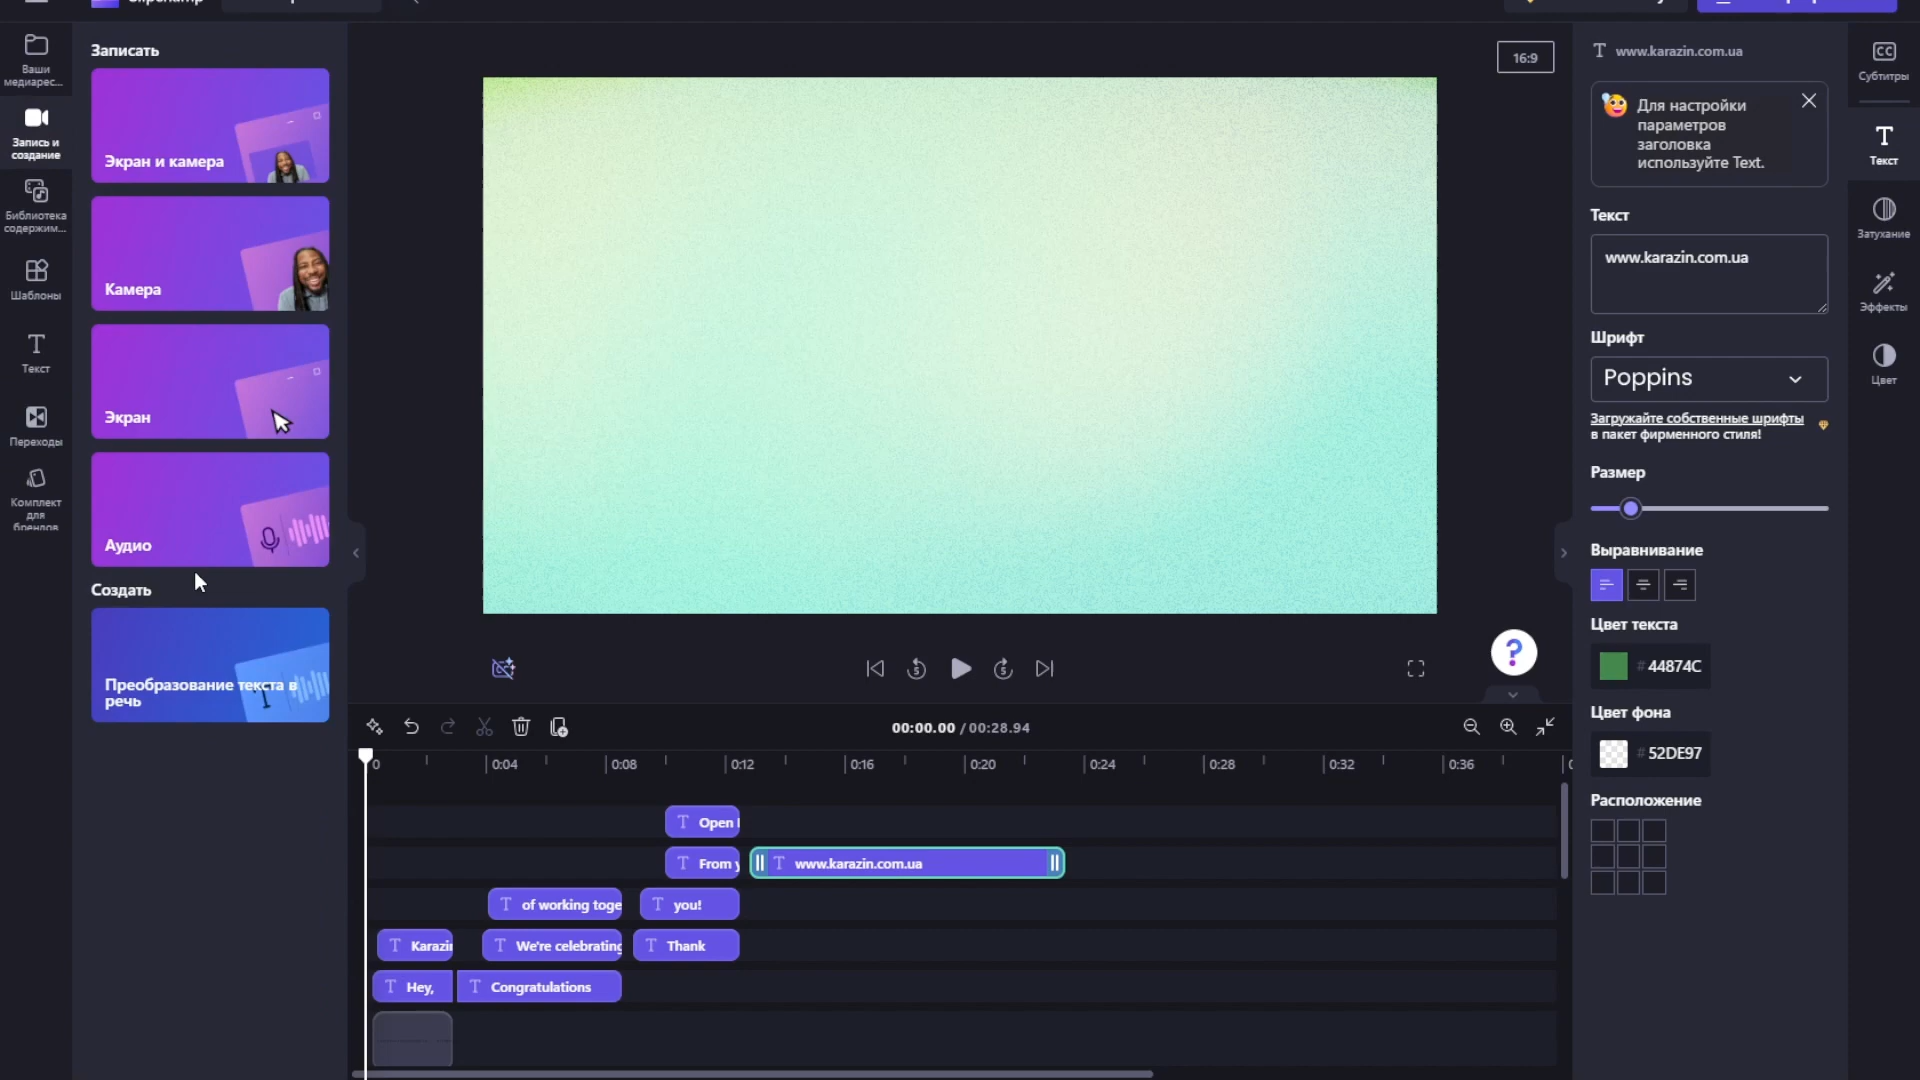 Записать
Экран и камера
Камера
Экран
Аудио
Создать
Преобразование текста в
речь
Ваши
медиарес...
Запись и
создание
Библиотека
содержим...
Шаблоны
Текст
Переходы
Комплект
для
брендов
16:9
00:00.00 / 00:28.94
0
0:04
0:08
0:12
0:16
0:20
0:24
0:28
0:32
0:36
Open
From y
www.karazin.com.ua
of working toge
you!
Karazin
We're celebrating
Thank
Hey,
Congratulations
www.karazin.com.ua
Для настройки
параметров
заголовка
используйте Text.
Текст
www.karazin.com.ua
Шрифт
Poppins
Загружайте собственные шрифты
в пакет фирменного стиля!
Размер
Выравнивание
Цвет текста
# 44874C
Цвет фона
# 52DE97
Расположение
CC
Субтитры
Текст
Затухание
Эффекты
Цвет